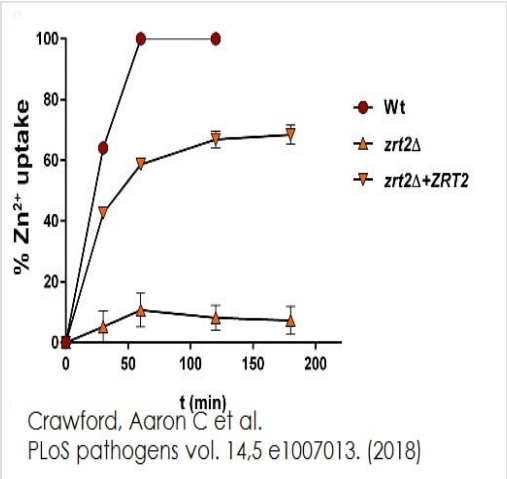 100
80
60
40
20
0
% Zn²⁺ uptake
Wt
zrt2Δ
zrt2Δ+ZRT2
0 50 100 150 200
t (min)
Crawford, Aaron C et al.
PLoS pathogens vol. 14,5 e1007013. (2018)